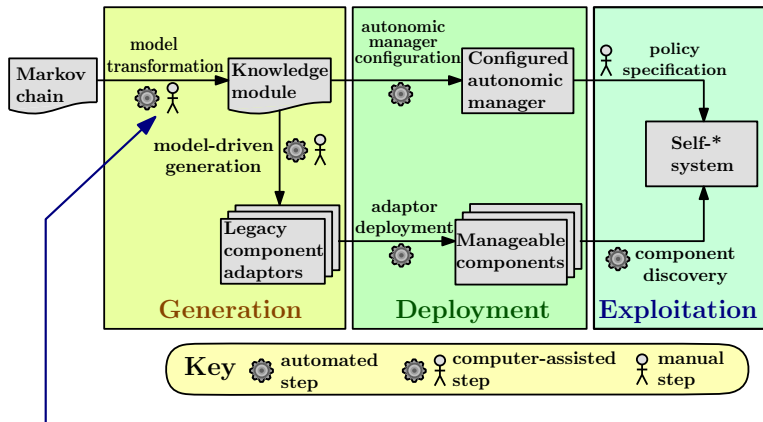 model
transformation
autonomic
manager
configuration
policy
specification
Markov
chain
Knowledge
module
Configured
autonomic
manager
Self-*
system
model-driven
generation
adaptor
deployment
Legacy
component
adaptors
Manageable
components
component
discovery
Generation
Deployment
Exploitation
Key
automated
step
computer-assisted
step
manual
step